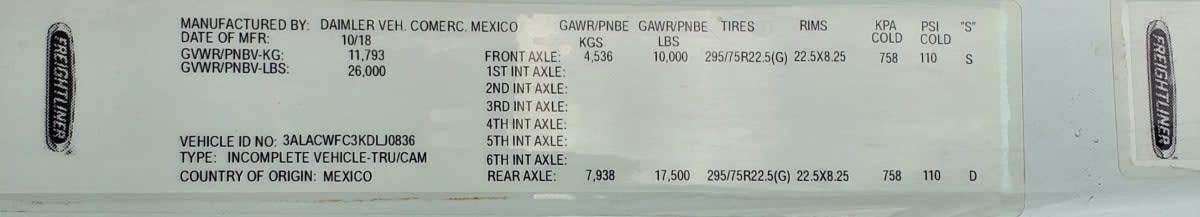 FREIGHTLINER
MANUFACTURED BY: DAIMLER VEH. COMERC. MEXICO GAWR/PNBE GAWR/PNBE TIRES RIMS KPA PSI "S"
DATE OF MFR: 10/18 KGS LBS COLD COLD
GVWR/PNBV-KG: 11,793 FRONT AXLE: 4,536 10,000 295/75R22.5(G) 22.5X8.25 758 110 S
GVWR/PNBV-LBS: 26,000 1ST INT AXLE:
2ND INT AXLE:
3RD INT AXLE:
4TH INT AXLE:
VEHICLE ID NO: 3ALACWFC3KDLJ0836 5TH INT AXLE:
TYPE: INCOMPLETE VEHICLE-TRU/CAM 6TH INT AXLE:
COUNTRY OF ORIGIN: MEXICO REAR AXLE: 7,938 17,500 295/75R22.5(G) 22.5X8.25 758 110 D
FREIGHTLINER